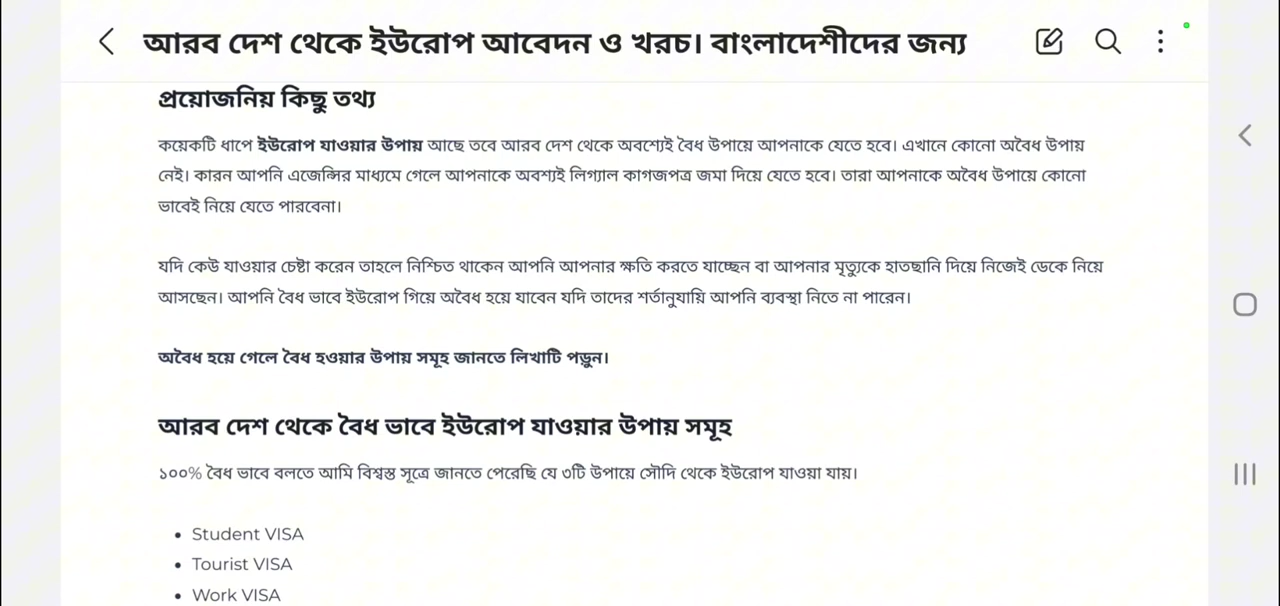 আরব দেশ থেকে ইউরোপ আবেদন ও খরচ। বাংলাদেশীদের জন্য
প্রয়োজনিয় কিছু তথ্য
কয়েকটি ধাপে ইউরোপ যাওয়ার উপায় আছে তবে আরব দেশ থেকে অবশ্যেই বৈধ উপায়ে আপনাকে যেতে হবে। এখানে কোনো অবৈধ উপায়
নেই। কারন আপনি এজেন্সির মাধ্যমে গেলে আপনাকে অবশ্যই লিগ্যাল কাগজপত্র জমা দিয়ে যেতে হবে। তারা আপনাকে অবৈধ উপায়ে কোনো
ভাবেই নিয়ে যেতে পারবেনা।
যদি কেউ যাওয়ার চেষ্টা করেন তাহলে নিশ্চিত থাকেন আপনি আপনার ক্ষতি করতে যাচ্ছেন বা আপনার মৃত্যুকে হাতছানি দিয়ে নিজেই ডেকে নিয়ে
আসছেন। আপনি বৈধ ভাবে ইউরোপ গিয়ে অবৈধ হয়ে যাবেন যদি তাদের শর্তানুযায়ি আপনি ব্যবস্থা নিতে না পারেন।
অবৈধ হয়ে গেলে বৈধ হওয়ার উপায় সমূহ জানতে লিখাটি পড়ুন।
আরব দেশ থেকে বৈধ ভাবে ইউরোপ যাওয়ার উপায় সমূহ
১০০% বৈধ ভাবে বলতে আমি বিশ্বস্ত সূত্রে জানতে পেরেছি যে ৩টি উপায়ে সৌদি থেকে ইউরোপ যাওয়া যায়।
• Student VISA
• Tourist VISA
• Work VISA